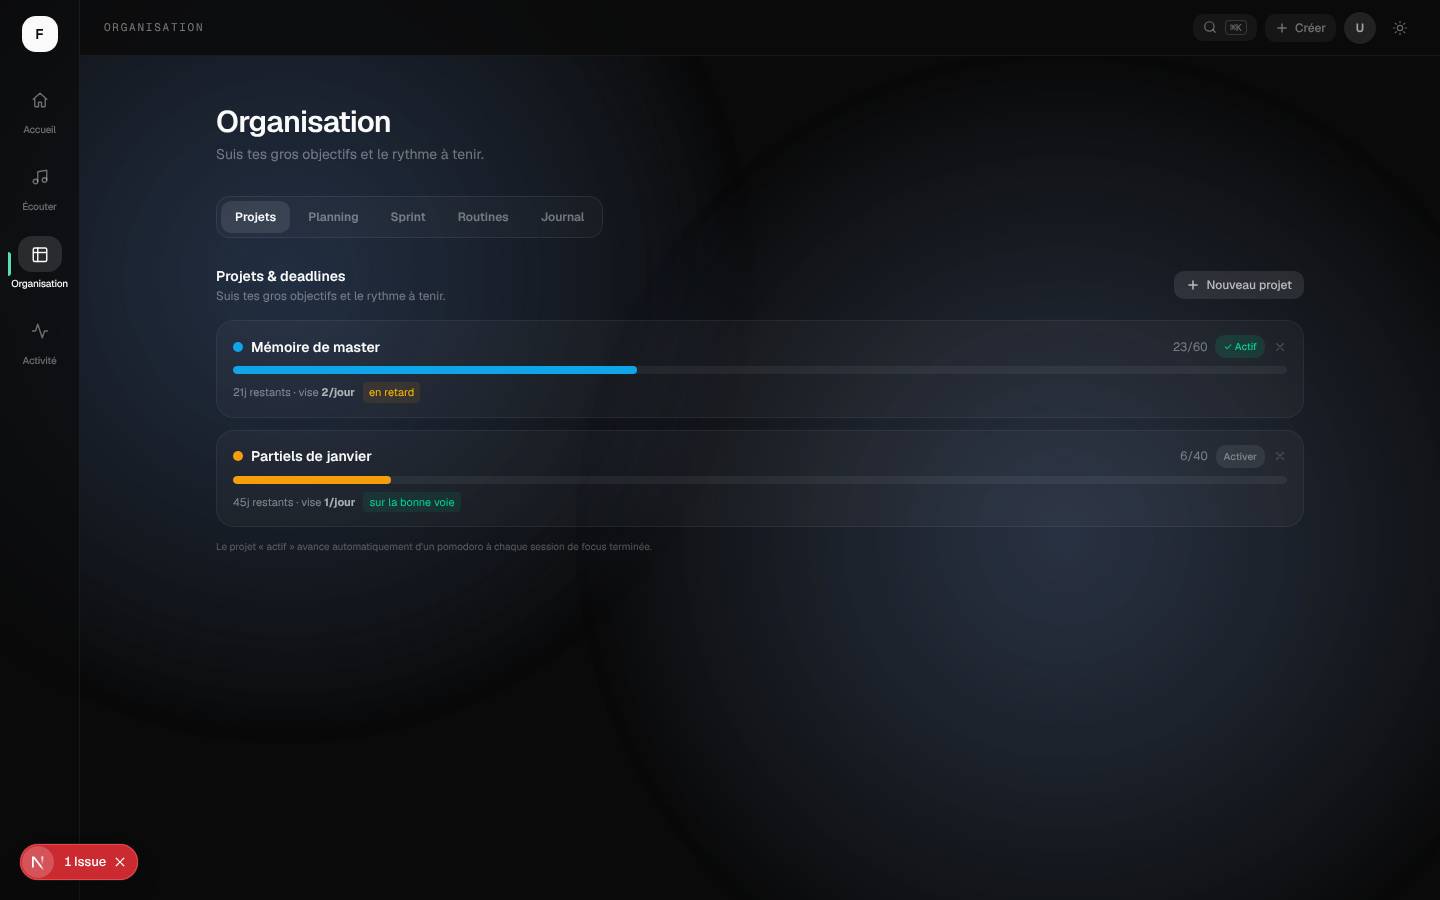 F
ORGANISATION
⌘K
Créer
U
Accueil
Écouter
Organisation
Activité
Organisation
Suis tes gros objectifs et le rythme à tenir.
Projets Planning Sprint Routines Journal
Projets & deadlines
Suis tes gros objectifs et le rythme à tenir.
Nouveau projet
Mémoire de master
23/60
✓ Actif
21j restants · vise 2/jour en retard
Partiels de janvier
6/40
Activer
45j restants · vise 1/jour sur la bonne voie
Le projet « actif » avance automatiquement d'un pomodoro à chaque session de focus terminée.
N 1 Issue